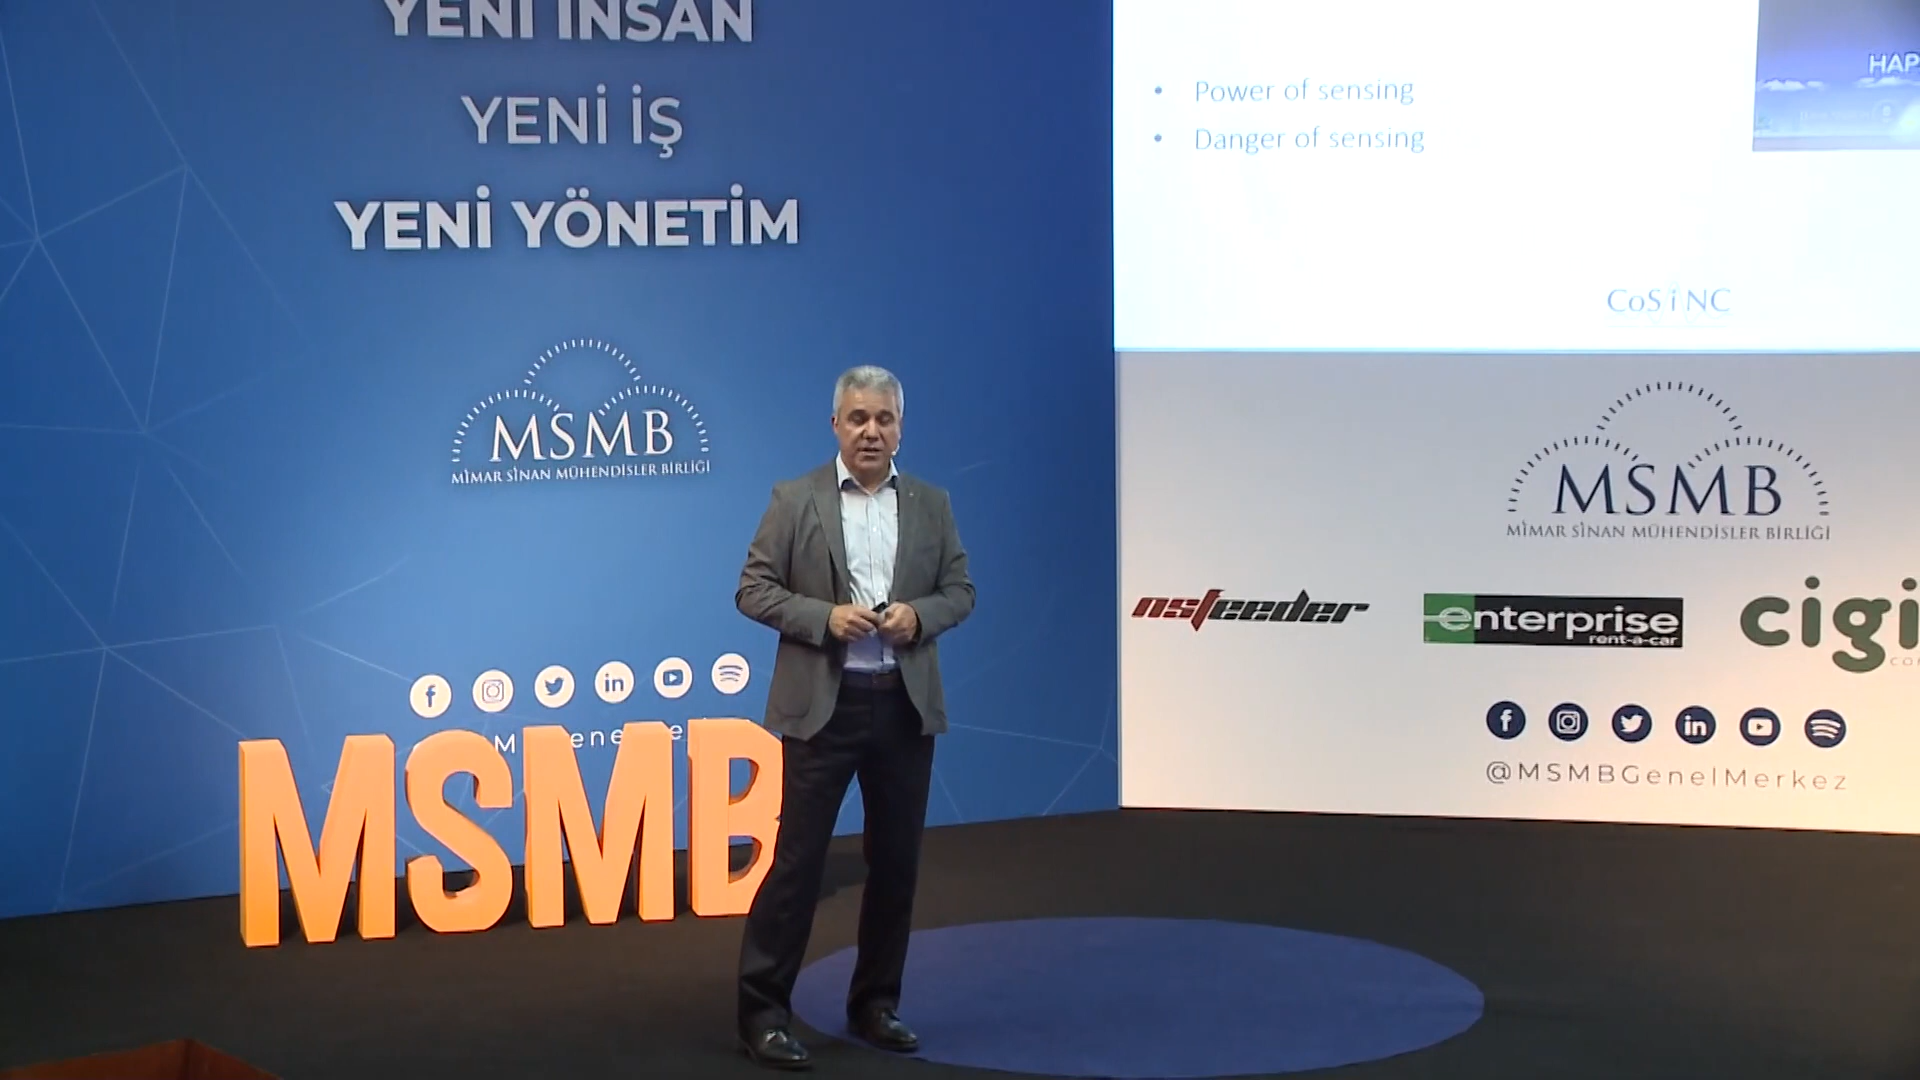 YENİ İNSAN
YENİ İŞ
YENİ YÖNETİM
MSMB
MİMAR SİNAN MÜHENDİSLER BİRLİĞİ
MSMB
• Power of sensing
• Danger of sensing
HAP
CoSiNC
MSMB
MİMAR SİNAN MÜHENDİSLER BİRLİĞİ
nsfeeder
enterprise
rent-a-car
cigi
@MSMBGenelMerkez